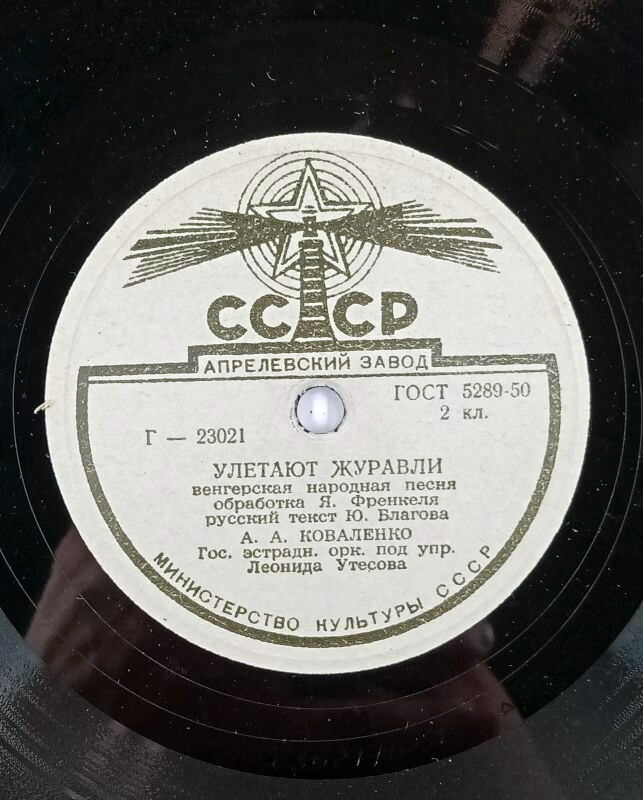 СССР
АПРЕЛЕВСКИЙ ЗАВОД
ГОСТ 5289-50
2 кл.
Г — 23021
УЛЕТАЮТ ЖУРАВЛИ
венгерская народная песня
обработка Я. Френкеля
русский текст Ю. Благова
А. А. КОВАЛЕНКО
Гос. эстрадн. орк. под упр.
Леонида Утесова
МИНИСТЕРСТВО КУЛЬТУРЫ СССР